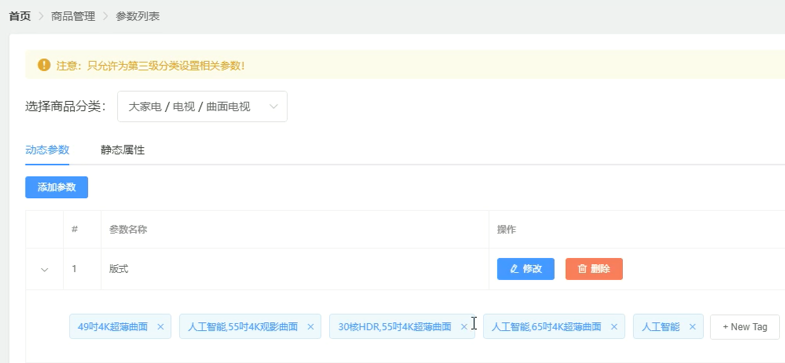 首页 > 商品管理 > 参数列表
注意：只允许为第三级分类设置相关参数！
选择商品分类： 大家电 / 电视 / 曲面电视
动态参数 静态属性
添加参数
# 参数名称 操作
1 版式 修改 删除
49吋4K超薄曲面 × 人工智能,55吋4K观影曲面 × 30核HDR,55吋4K超薄曲面 × 人工智能,65吋4K超薄曲面 × 人工智能 × + New Tag